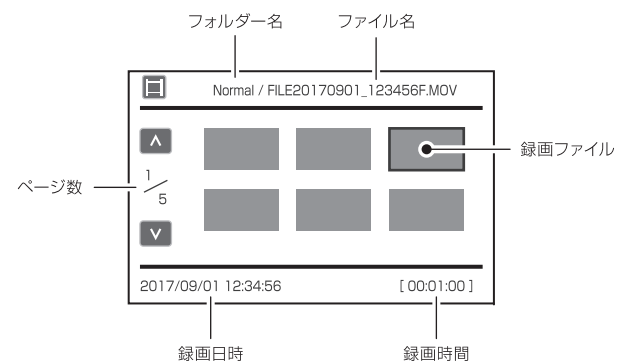 フォルダー名
ファイル名
Normal / FILE20170901_123456F.MOV
録画ファイル
ページ数
1/5
2017/09/01 12:34:56
[ 00:01:00 ]
録画日時
録画時間